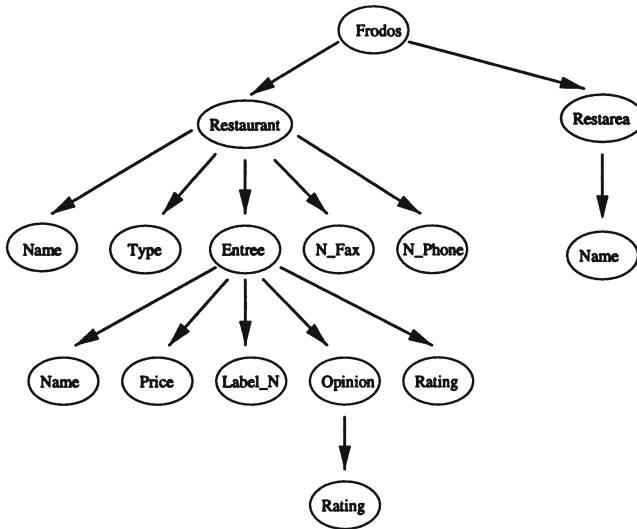 Frodos
Restaurant
Restarea
Name
Type
Entree
N_Fax
N_Phone
Name
Name
Price
Label_N
Opinion
Rating
Rating